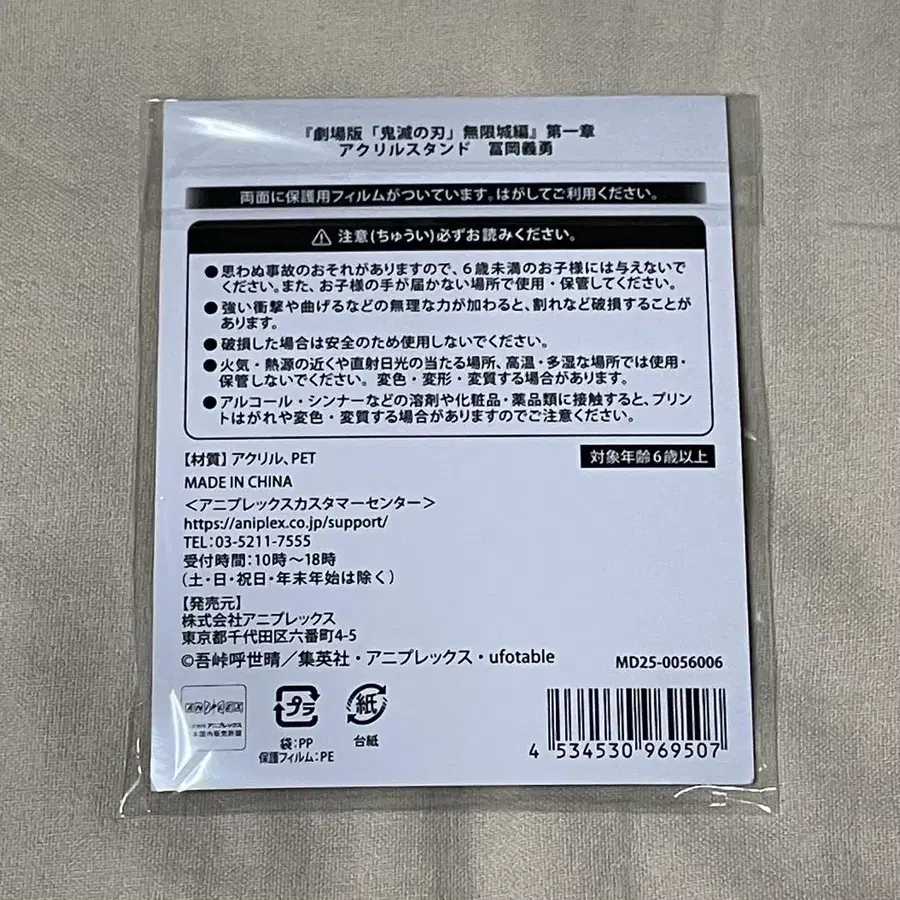 『劇場版「鬼滅の刃」無限城編』第一章
アクリルスタンド　冨岡義勇
両面に保護用フィルムがついています。はがしてご利用ください。
⚠ 注意(ちゅうい)必ずお読みください。
●思わぬ事故のおそれがありますので、6歳未満のお子様には与えないで
ください。また、お子様の手が届かない場所で使用・保管してください。
●強い衝撃や曲げるなどの無理な力が加わると、割れなど破損することが
あります。
●破損した場合は安全のため使用しないでください。
●火気・熱源の近くや直射日光の当たる場所、高温・多湿な場所では使用・
保管しないでください。変色・変形・変質する場合があります。
●アルコール・シンナーなどの溶剤や化粧品・薬品類に接触すると、プリン
トはがれや変色・変質する場合がありますのでご注意ください。
【材質】アクリル、PET
対象年齢6歳以上
MADE IN CHINA
＜アニプレックスカスタマーセンター＞
https://aniplex.co.jp/support/
TEL:03-5211-7555
受付時間:10時～18時
(土・日・祝日・年末年始は除く)
【発売元】
株式会社アニプレックス
東京都千代田区六番町4-5
©吾峠呼世晴／集英社・アニプレックス・ufotable
MD25-0056006
ANIPLEX
アニプレックス
国内販売許諾
プラ
袋:PP
保護フィルム:PE
紙
台紙
4 534530 969507